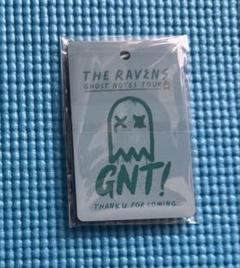 THE RAVENS
GHOST NOTES TOUR
GNT!
THANK U FOR COMING